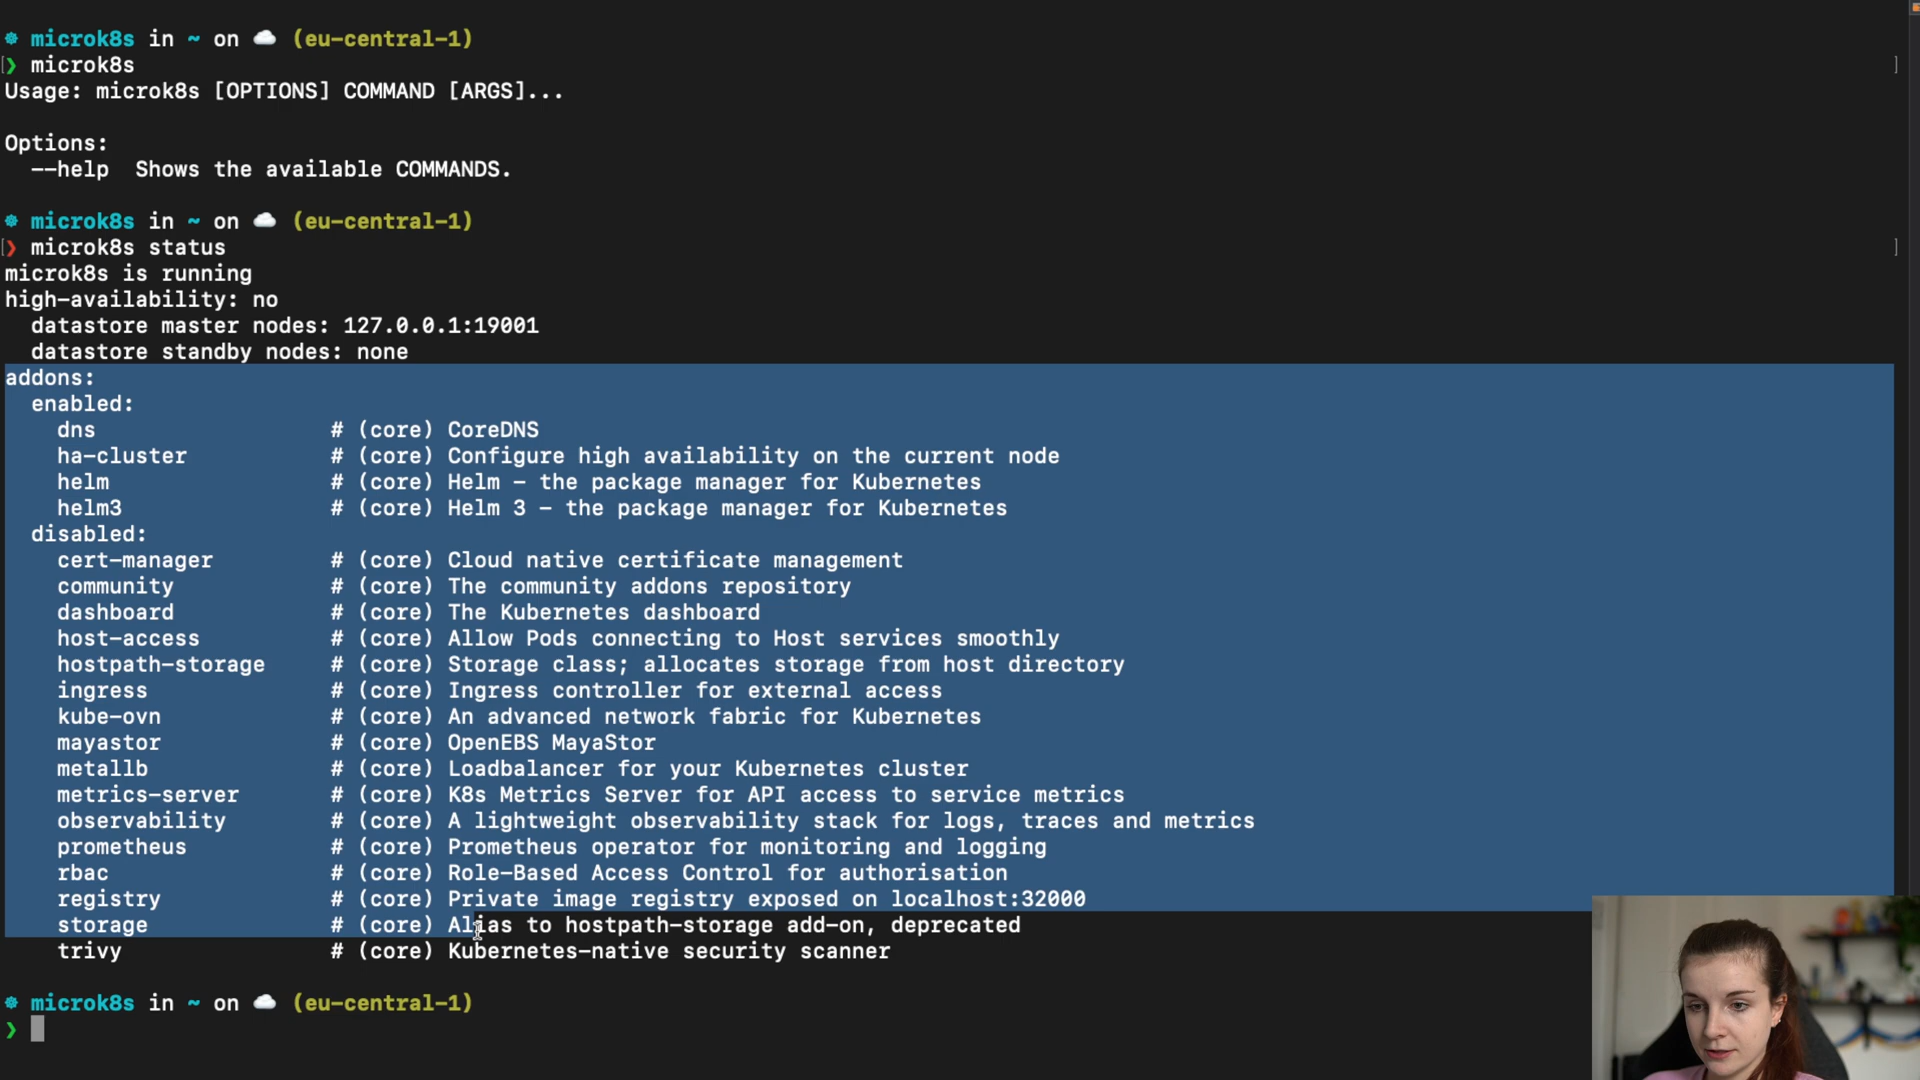 microk8s in ~ on ☁️ (eu-central-1)
❯ microk8s
Usage: microk8s [OPTIONS] COMMAND [ARGS]...
Options:
--help Shows the available COMMANDS.
microk8s in ~ on ☁️ (eu-central-1)
❯ microk8s status
microk8s is running
high-availability: no
datastore master nodes: 127.0.0.1:19001
datastore standby nodes: none
addons:
enabled:
dns # (core) CoreDNS
ha-cluster # (core) Configure high availability on the current node
helm # (core) Helm - the package manager for Kubernetes
helm3 # (core) Helm 3 - the package manager for Kubernetes
disabled:
cert-manager # (core) Cloud native certificate management
community # (core) The community addons repository
dashboard # (core) The Kubernetes dashboard
host-access # (core) Allow Pods connecting to Host services smoothly
hostpath-storage # (core) Storage class; allocates storage from host directory
ingress # (core) Ingress controller for external access
kube-ovn # (core) An advanced network fabric for Kubernetes
mayastor # (core) OpenEBS MayaStor
metallb # (core) Loadbalancer for your Kubernetes cluster
metrics-server # (core) K8s Metrics Server for API access to service metrics
observability # (core) A lightweight observability stack for logs, traces and metrics
prometheus # (core) Prometheus operator for monitoring and logging
rbac # (core) Role-Based Access Control for authorisation
registry # (core) Private image registry exposed on localhost:32000
storage # (core) Alias to hostpath-storage add-on, deprecated
trivy # (core) Kubernetes-native security scanner
microk8s in ~ on ☁️ (eu-central-1)
❯